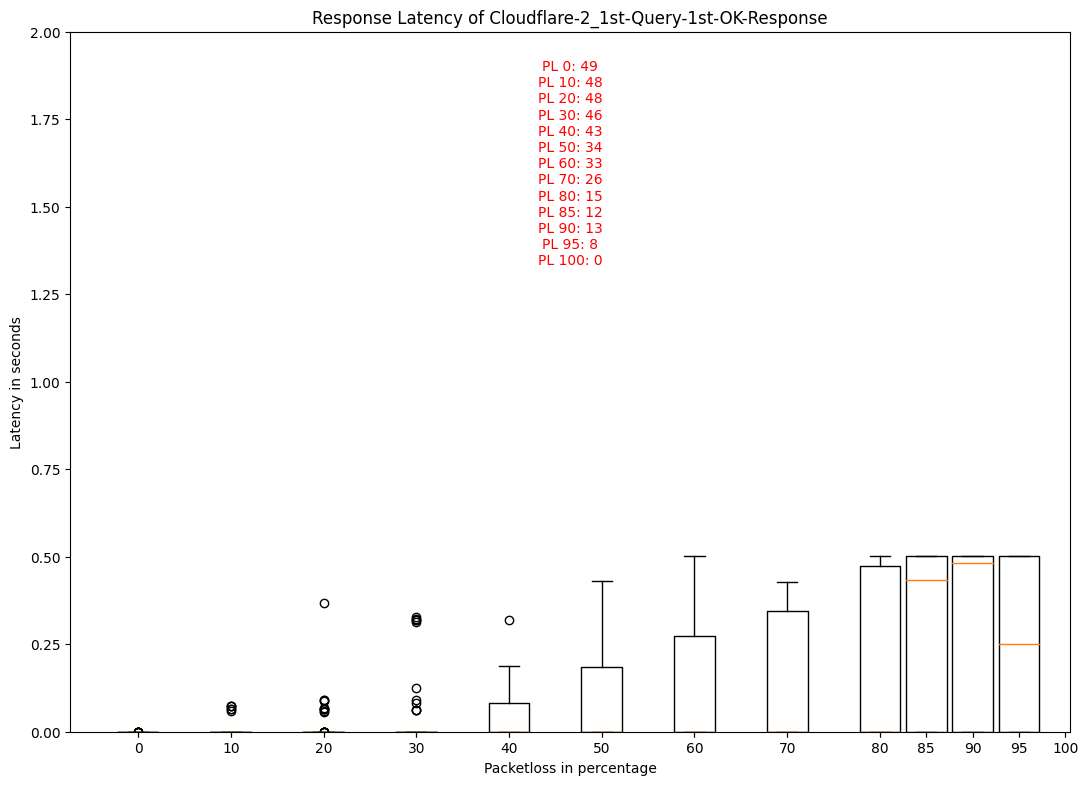 Response Latency of Cloudflare-2_1st-Query-1st-OK-Response
2.00
1.75
1.50
1.25
1.00
0.75
0.50
0.25
0.00
Latency in seconds
PL 0: 49
PL 10: 48
PL 20: 48
PL 30: 46
PL 40: 43
PL 50: 34
PL 60: 33
PL 70: 26
PL 80: 15
PL 85: 12
PL 90: 13
PL 95: 8
PL 100: 0
0 10 20 30 40 50 60 70 80 85 90 95 100
Packetloss in percentage